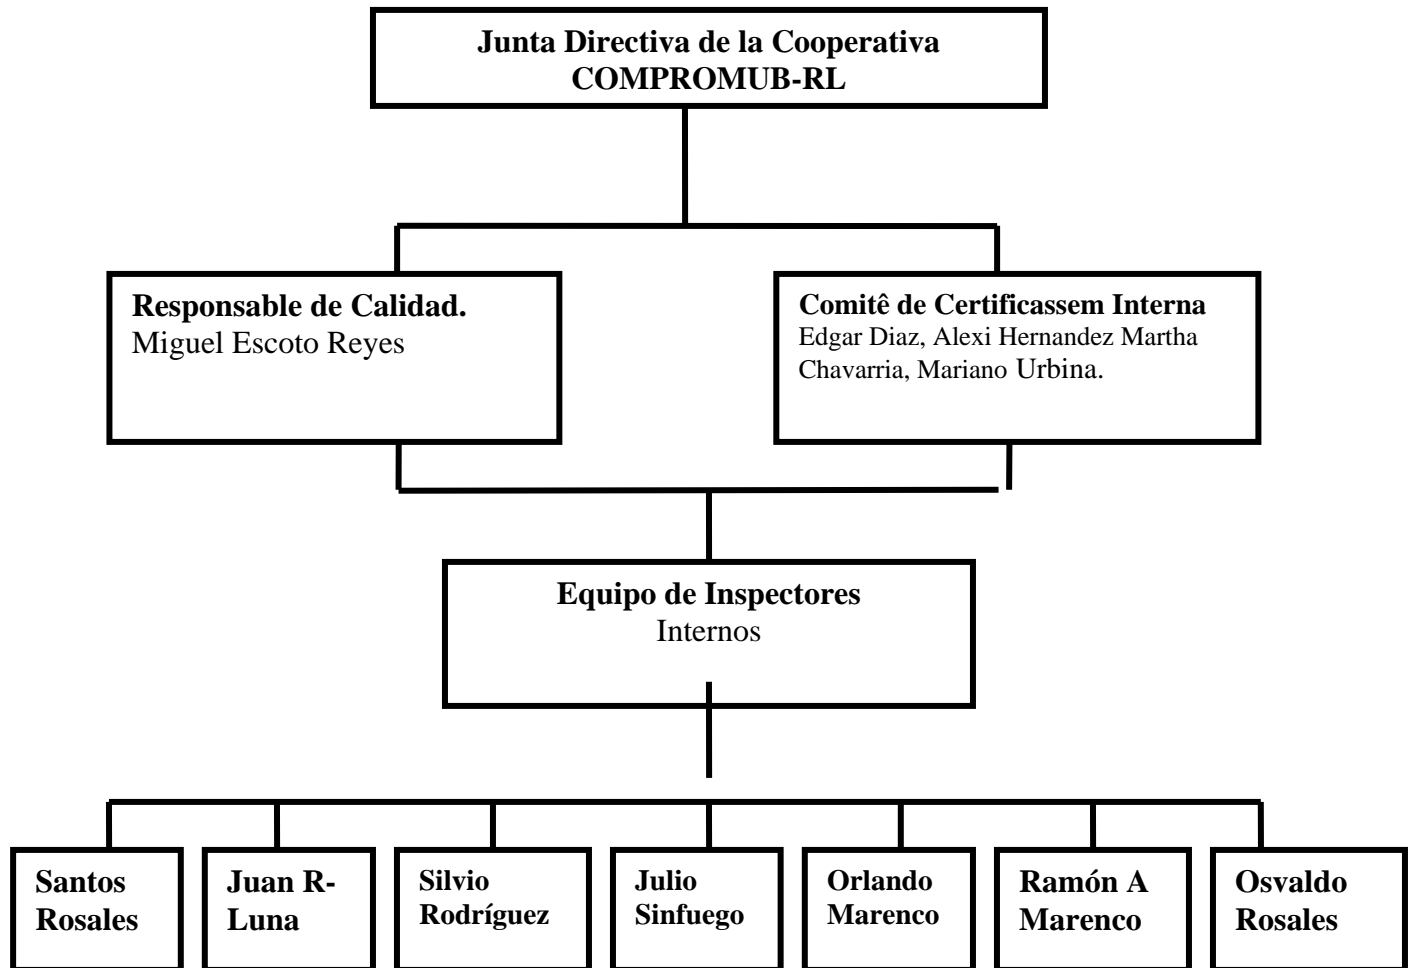 Junta Directiva de la Cooperativa
COMPROMUB-RL
Responsable de Calidad.
Miguel Escoto Reyes
Comitê de Certificassem Interna
Edgar Diaz, Alexi Hernandez Martha
Chavarria, Mariano Urbina.
Equipo de Inspectores
Internos
Santos
Rosales
Juan R-
Luna
Silvio
Rodríguez
Julio
Sinfuego
Orlando
Marenco
Ramón A
Marenco
Osvaldo
Rosales